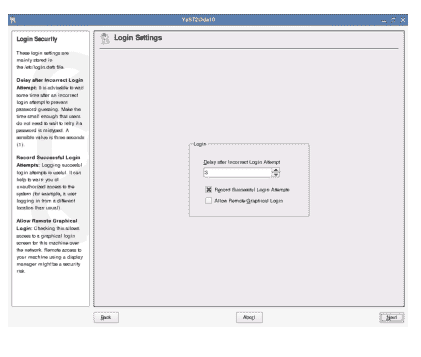 YaST2@kde10
Login Security
These login settings are
mainly stored in
the /etc/login.defs file.
Delay after Incorrect Login
Attempt: It is advisable to wait
some time after an incorrect
login attempt to prevent
password guessing. Make the
time small enough that users
do not need to wait to retry if a
password is mistyped. A
sensible value is three seconds
(1).
Record Successful Login
Attempts: Logging successful
login attempts is useful. It can
help to warn you of
unauthorized access to the
system (for example, a user
logging in from a different
location than usual).
Allow Remote Graphical
Login: Checking this allows
access to a graphical login
screen for this machine over
the network. Remote access to
your machine using a display
manager might be a security
risk.
Login Settings
Login
Delay after Incorrect Login Attempt
3
Record Successful Login Attempts
Allow Remote Graphical Login
Back
Abort
Next